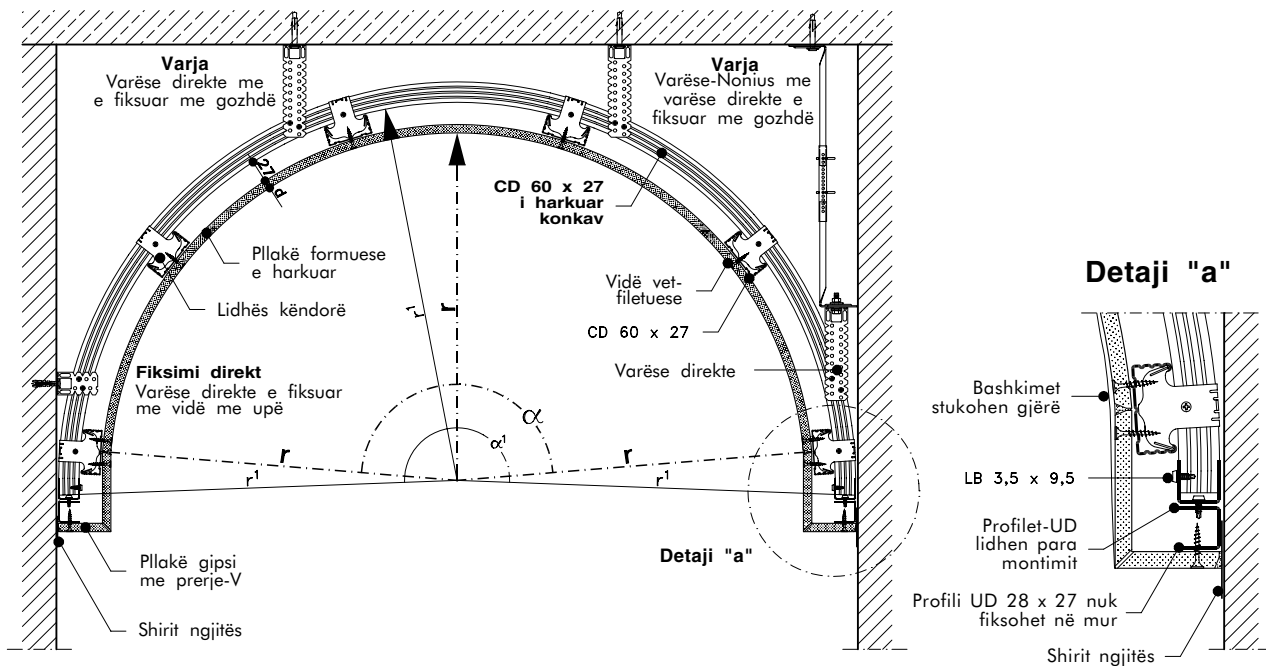 Varja
Varëse direkte me
e fiksuar me gozhdë
Varja
Varëse-Nonius me
varëse direkte e
fiksuar me gozhdë
27
d
CD 60 x 27
i harkuar
konkav
Pllakë formuese
e harkuar
Lidhës këndorë
r¹
r
Vidë vet-
filetuese
CD 60 x 27
Varëse direkte
Fiksimi direkt
Varëse direkte e fiksuar
me vidë me upë
α
α¹
r
r
r¹
r¹
Pllakë gipsi
me prerje-V
Shirit ngjitës
Detaji "a"
Detaji "a"
Bashkimet
stukohen gjërë
LB 3,5 x 9,5
Profilet-UD
lidhen para
montimit
Profili UD 28 x 27 nuk
fiksohet në mur
Shirit ngjitës